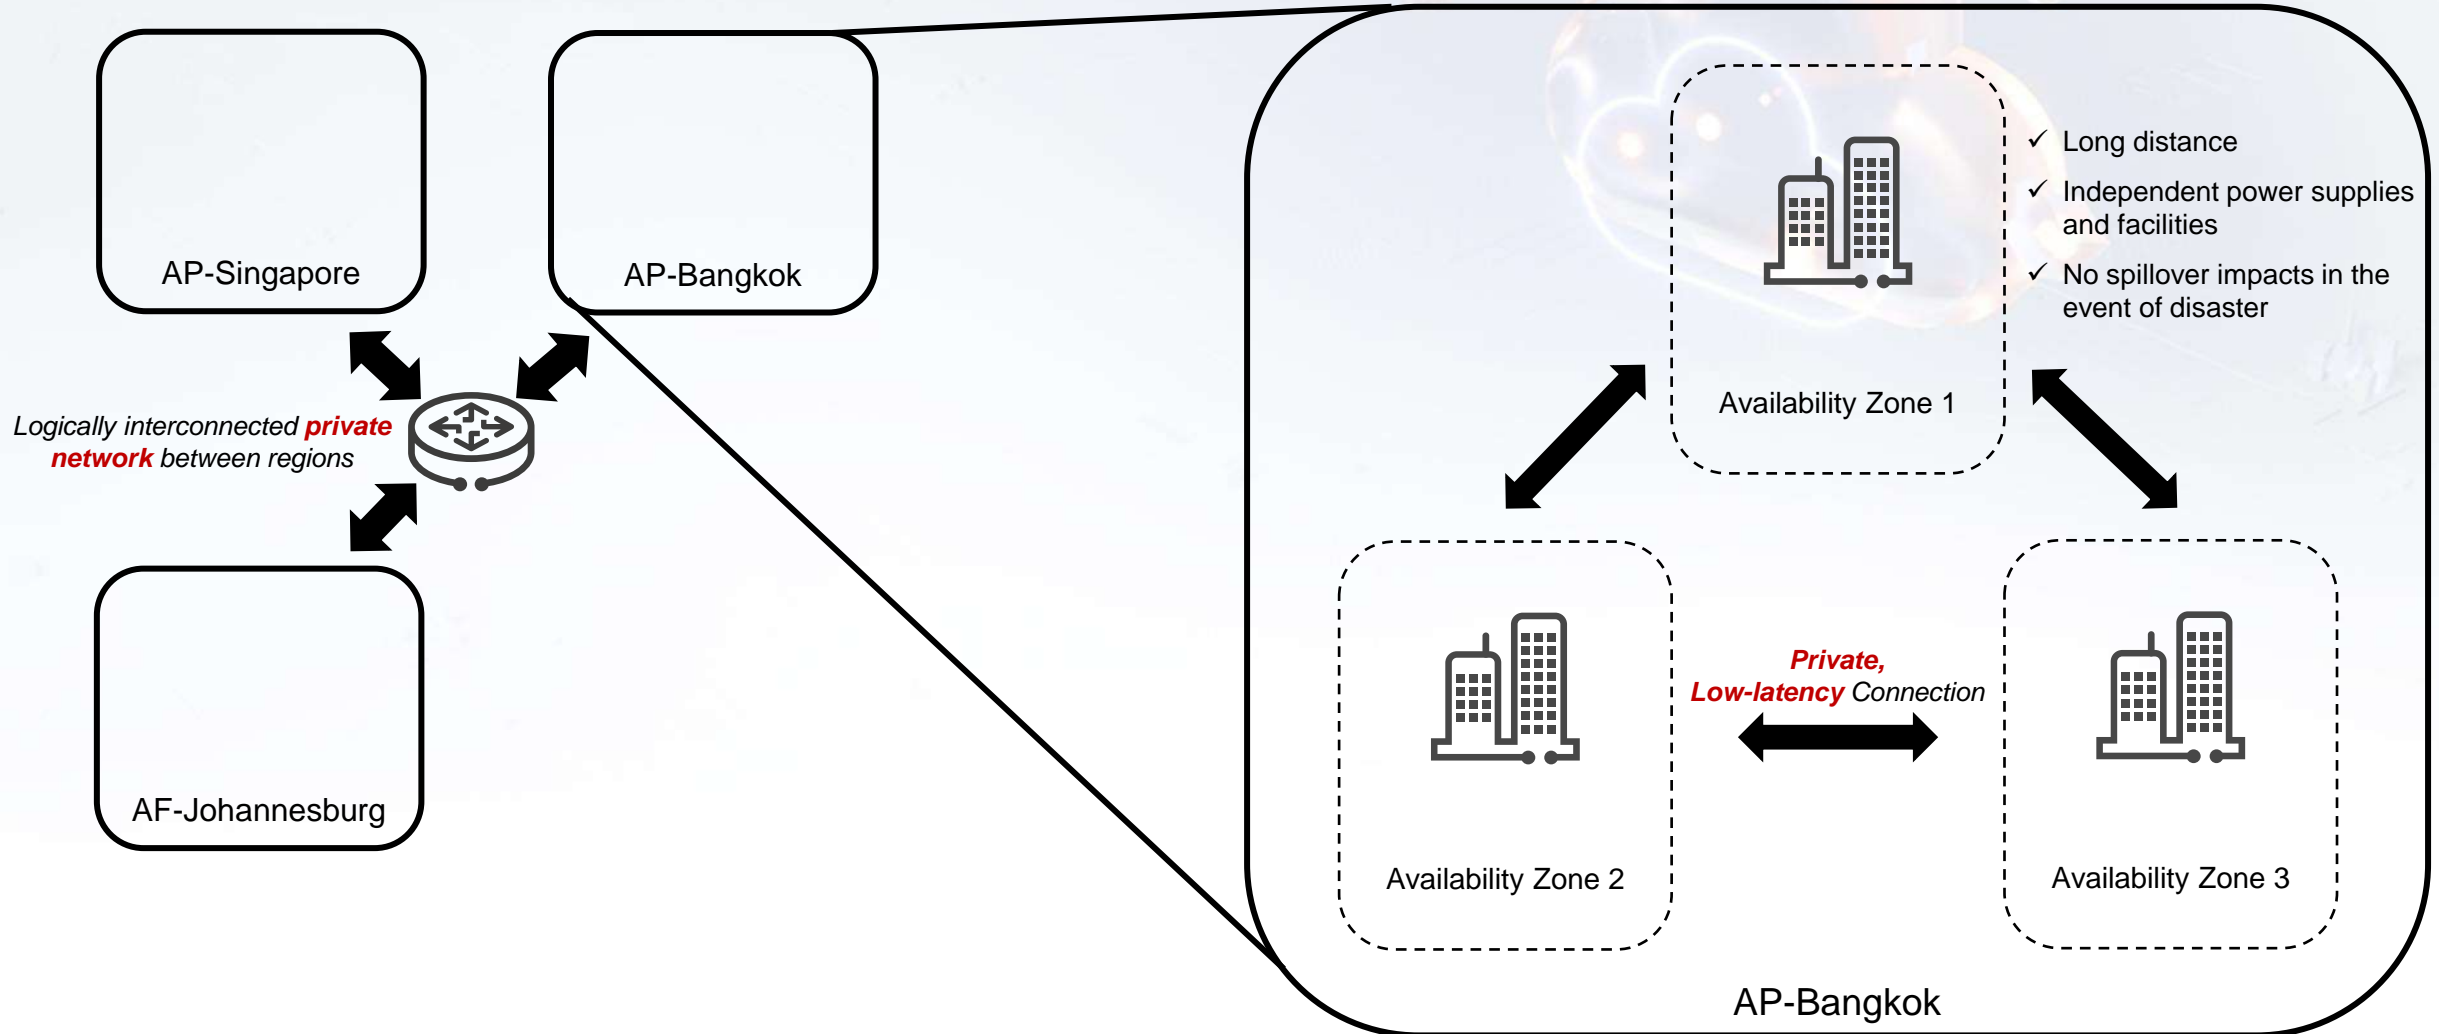 AP-Singapore
AP-Bangkok
Logically interconnected private
network between regions
AF-Johannesburg
✓ Long distance
✓ Independent power supplies
and facilities
✓ No spillover impacts in the
event of disaster
Availability Zone 1
Private,
Low-latency Connection
Availability Zone 2
Availability Zone 3
AP-Bangkok